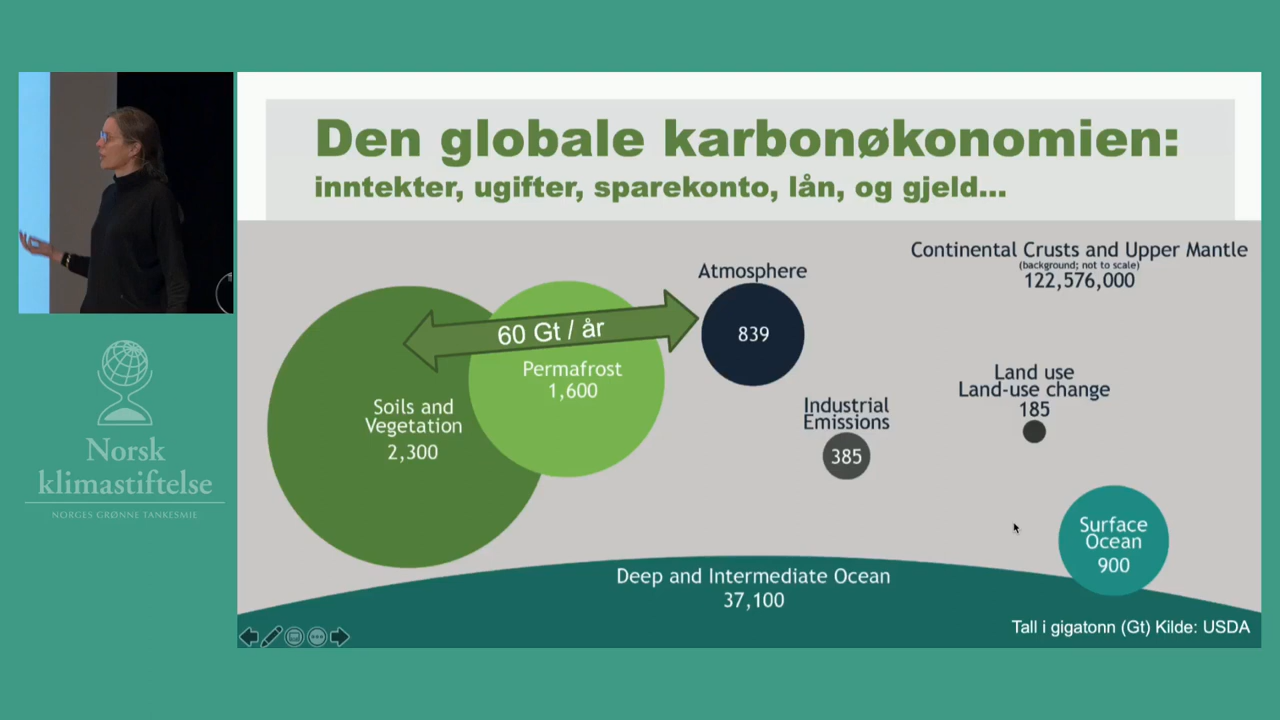 Den globale karbonøkonomien:
inntekter, ugifter, sparekonto, lån, og gjeld...
Continental Crusts and Upper Mantle
(background; not to scale)
122,576,000
Atmosphere
839
60 Gt / år
Permafrost
1,600
Soils and
Vegetation
2,300
Industrial
Emissions
385
Land use
Land-use change
185
Surface
Ocean
900
Deep and Intermediate Ocean
37,100
Tall i gigatonn (Gt) Kilde: USDA
Norsk
klimastiftelse
NORGES GRØNNE TANKESMIE